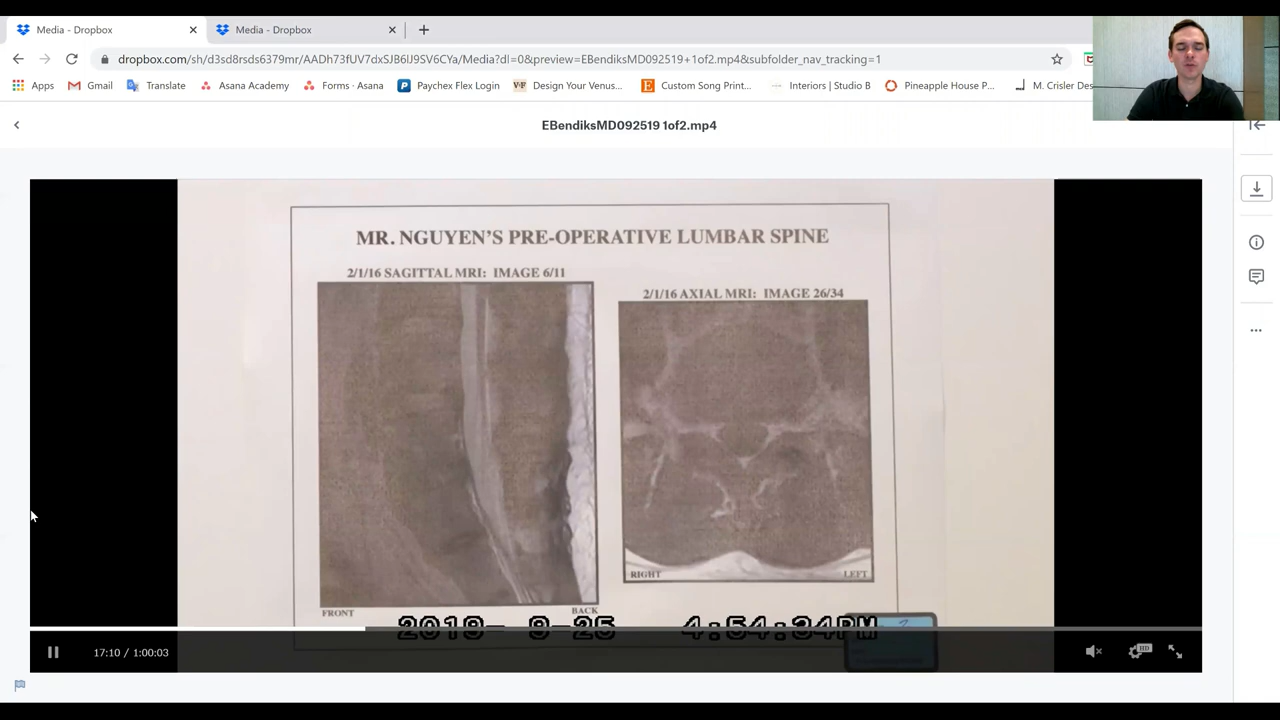 Media - Dropbox
Media - Dropbox
dropbox.com/sh/d3sd8rsds6379mr/AADh73fUV7dxSJB6IJ9SV6CYa/Media?dl=0&preview=EBendiksMD092519+1of2.mp4&subfolder_nav_tracking=1
Apps Gmail Translate Asana Academy Forms - Asana Paychex Flex Login Design Your Venus... Custom Song Print... Interiors | Studio B Pineapple House P... M. Crisler Des
EBendiksMD092519 1of2.mp4
MR. NGUYEN'S PRE-OPERATIVE LUMBAR SPINE
2/1/16 SAGITTAL MRI: IMAGE 6/11
2/1/16 AXIAL MRI: IMAGE 26/34
RIGHT LEFT
FRONT BACK
2019- 9-25 4:54:34PM
17:10 / 1:00:03
HD